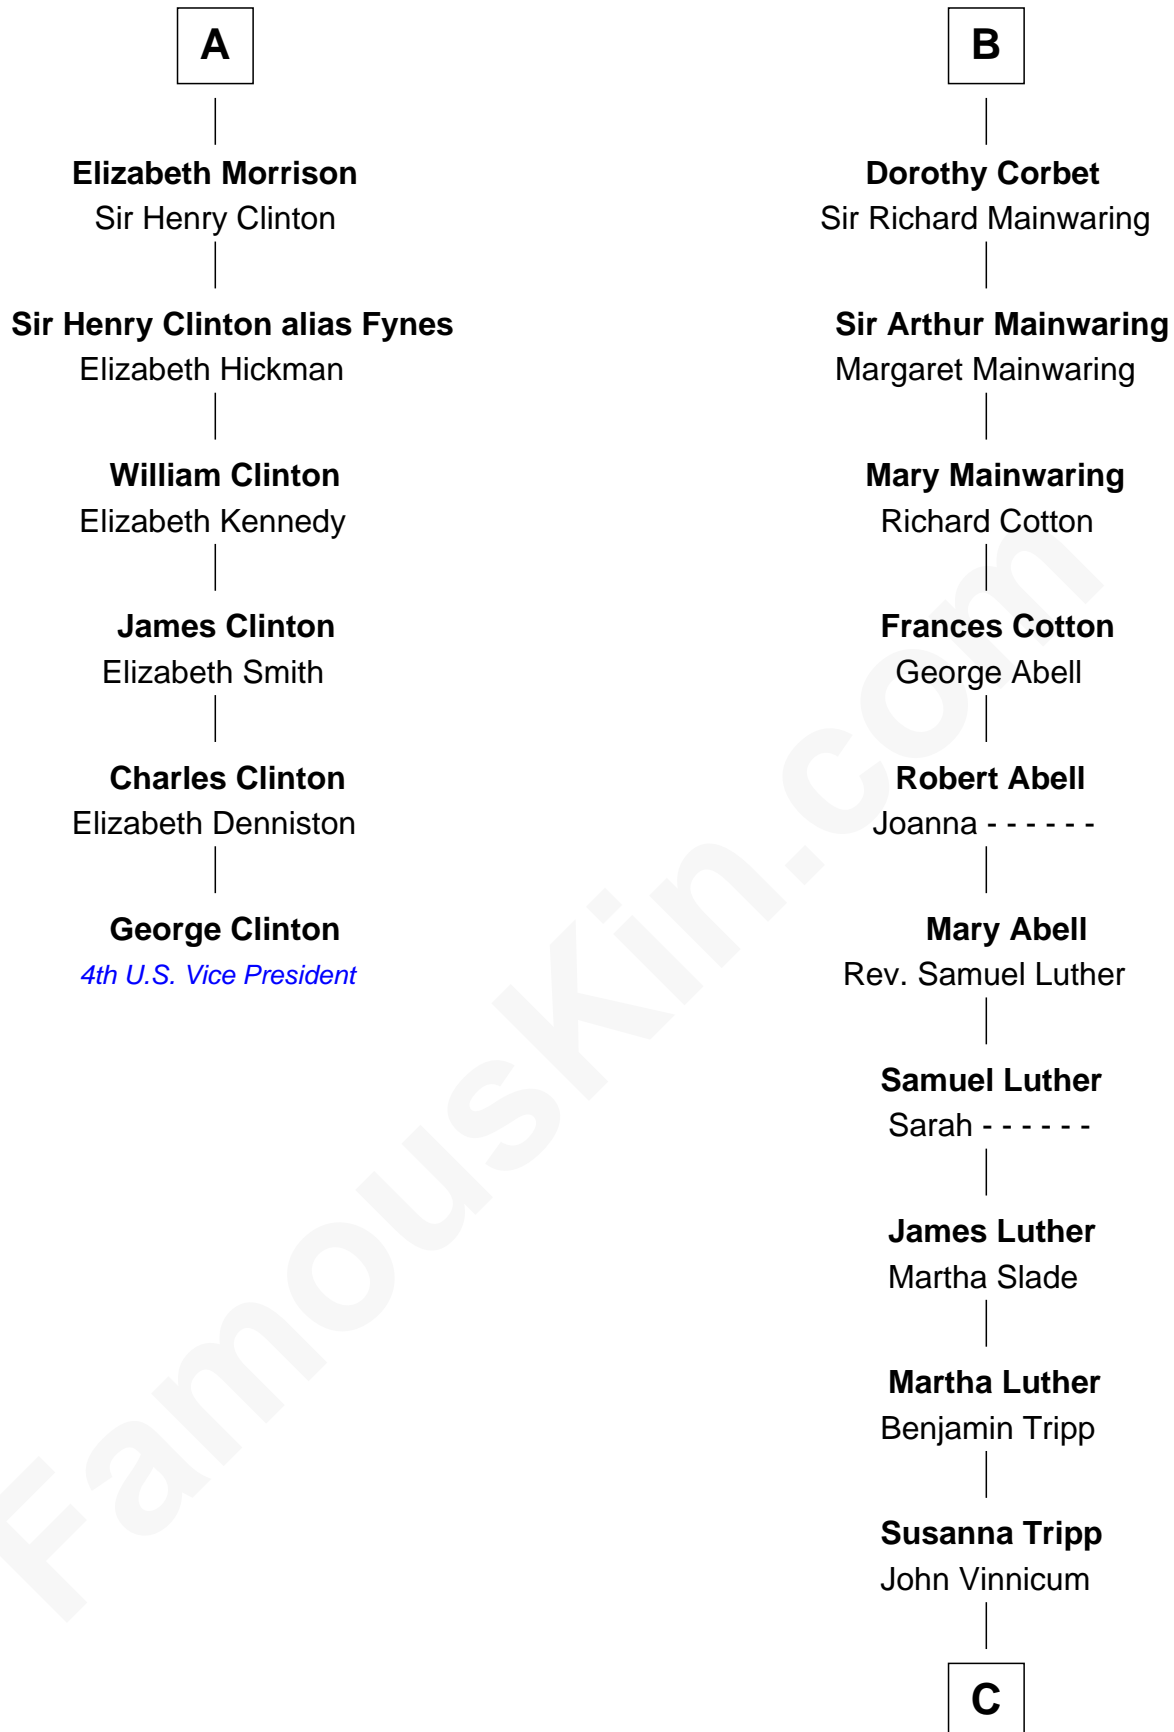 A
Elizabeth Morrison
Sir Henry Clinton
Sir Henry Clinton alias Fynes
Elizabeth Hickman
William Clinton
Elizabeth Kennedy
James Clinton
Elizabeth Smith
Charles Clinton
Elizabeth Denniston
George Clinton
4th U.S. Vice President
B
Dorothy Corbet
Sir Richard Mainwaring
Sir Arthur Mainwaring
Margaret Mainwaring
Mary Mainwaring
Richard Cotton
Frances Cotton
George Abell
Robert Abell
Joanna - - - - - -
Mary Abell
Rev. Samuel Luther
Samuel Luther
Sarah - - - - - -
James Luther
Martha Slade
Martha Luther
Benjamin Tripp
Susanna Tripp
John Vinnicum
C
FamousKin.com